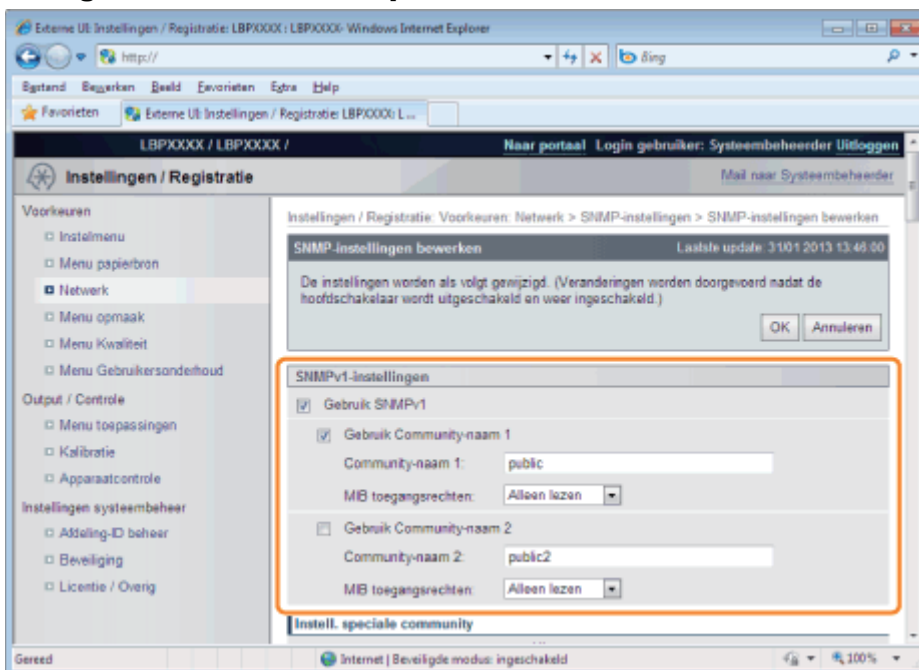 Externe UI: Instellingen / Registratie: LBPXXXX : LBPXXXX- Windows Internet Explorer
http://
Bing
Bestand Bewerken Beeld Favorieten Extra Help
Favorieten Externe UI: Instellingen / Registratie: LBPXXXX: L...
LBPXXXX / LBPXXXX / Naar portaal Login gebruiker: Systeembeheerder Uitloggen
Instellingen / Registratie Mail naar Systeembeheerder
Voorkeuren
Instelmenu
Menu papierbron
Netwerk
Menu opmaak
Menu Kwaliteit
Menu Gebruikersonderhoud
Output / Controle
Menu toepassingen
Kalibratie
Apparaatcontrole
Instellingen systeembeheer
Afdeling-ID beheer
Beveiliging
Licentie / Overig
Instellingen / Registratie: Voorkeuren: Netwerk > SNMP-instellingen > SNMP-instellingen bewerken
SNMP-instellingen bewerken Laatste update: 31/01 2013 13:46:00
De instellingen worden als volgt gewijzigd. (Veranderingen worden doorgevoerd nadat de
hoofdschakelaar wordt uitgeschakeld en weer ingeschakeld.)
OK Annuleren
SNMPv1-instellingen
Gebruik SNMPv1
Gebruik Community-naam 1
Community-naam 1: public
MIB toegangsrechten: Alleen lezen
Gebruik Community-naam 2
Community-naam 2: public2
MIB toegangsrechten: Alleen lezen
Instell. speciale community
Gereed Internet | Beveiligde modus: ingeschakeld 100%